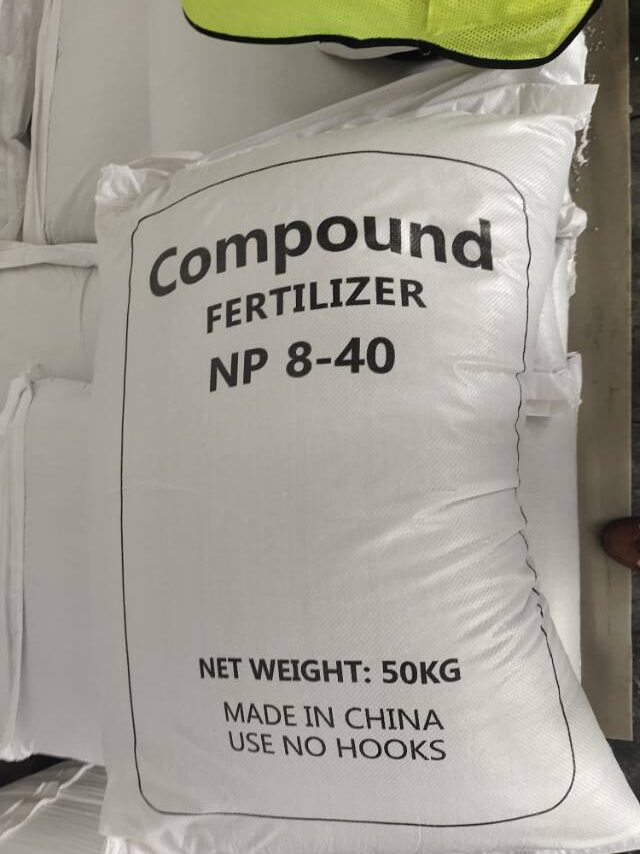 Compound
FERTILIZER
NP 8-40
NET WEIGHT: 50KG
MADE IN CHINA
USE NO HOOKS